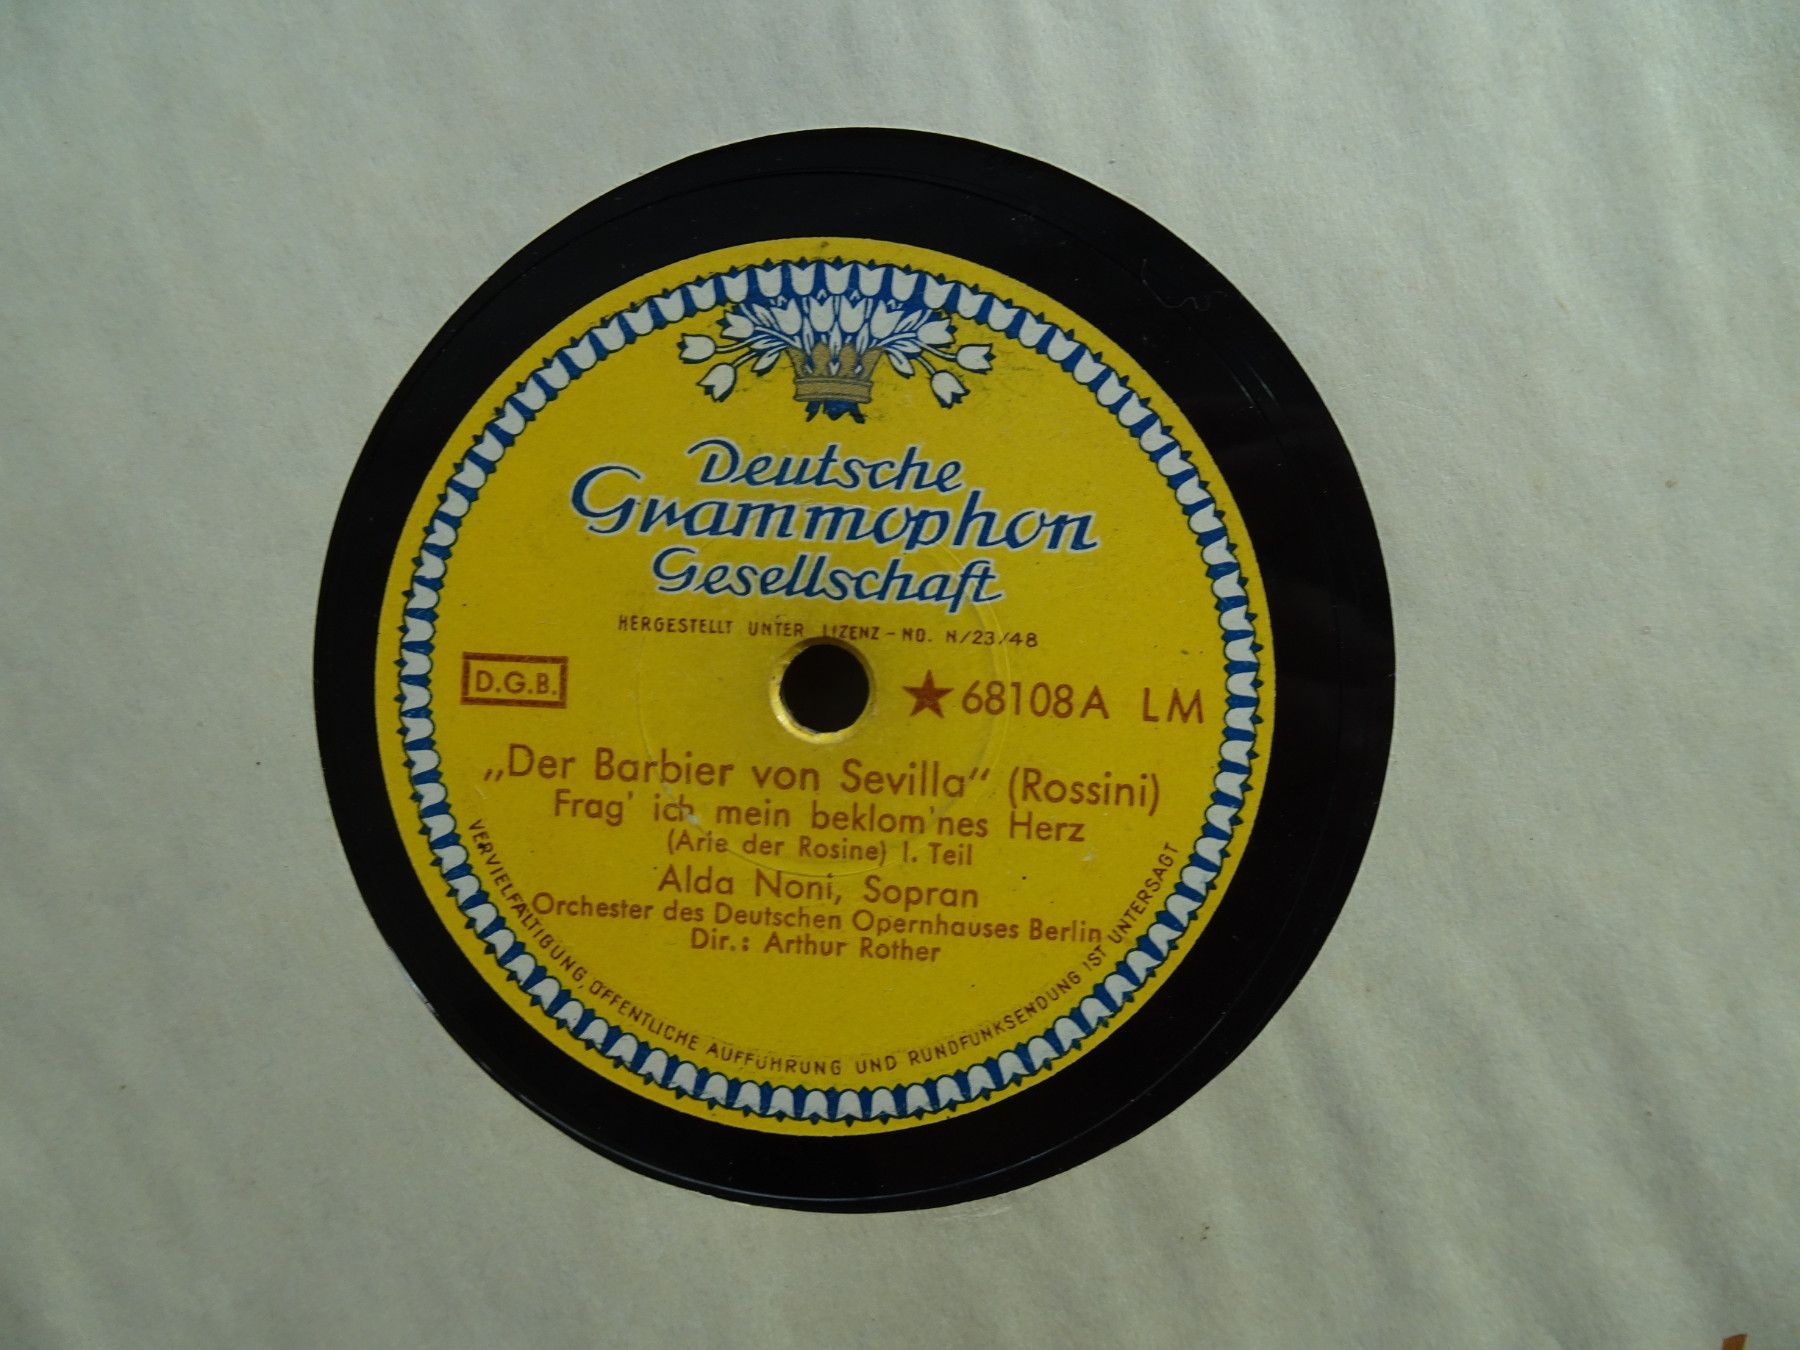 Deutsche
Grammophon
Gesellschaft
HERGESTELLT UNTER LIZENZ-NO. N/23/48
D.G.B.
★ 68108A LM
„Der Barbier von Sevilla“ (Rossini)
Frag' ich mein beklom'nes Herz
(Arie der Rosine) I. Teil
Alda Noni, Sopran
Orchester des Deutschen Opernhauses Berlin
Dir.: Arthur Rother
VERVIELFÄLTIGUNG, ÖFFENTLICHE AUFFÜHRUNG UND RUNDFUNKSENDUNG IST UNTERSAGT